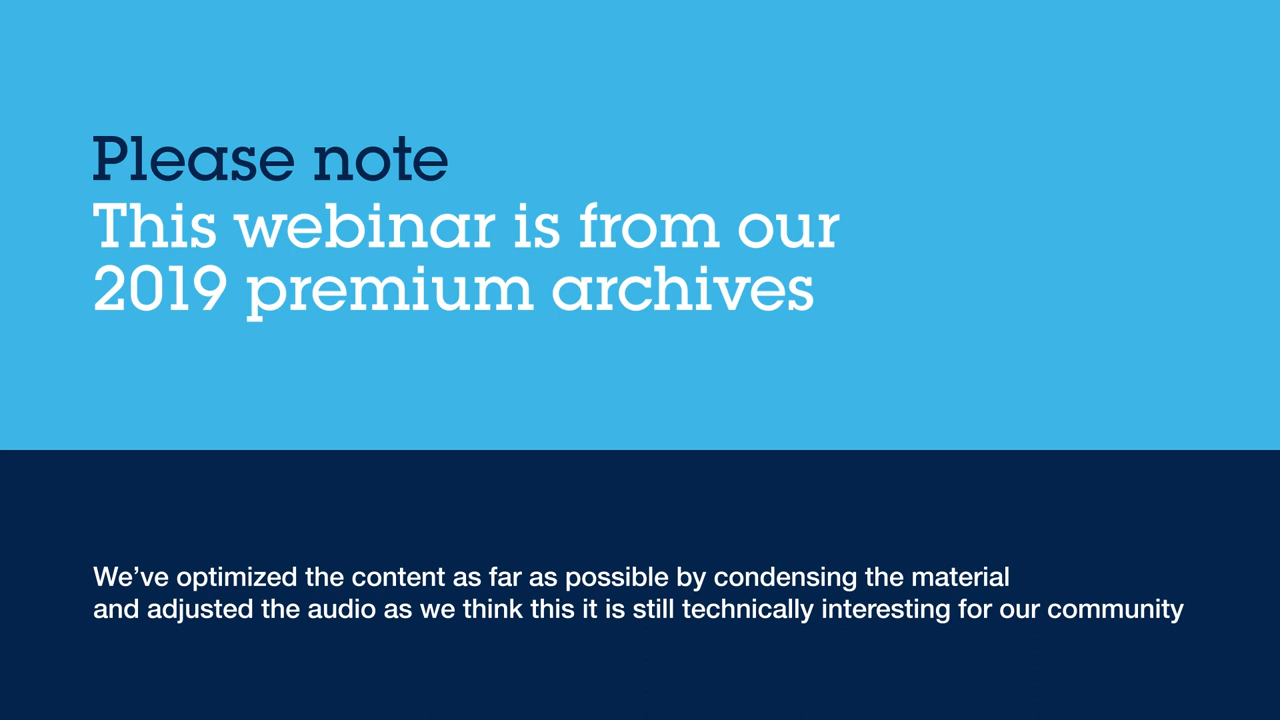 Please note
This webinar is from our
2019 premium archives
We’ve optimized the content as far as possible by condensing the material
and adjusted the audio as we think this it is still technically interesting for our community